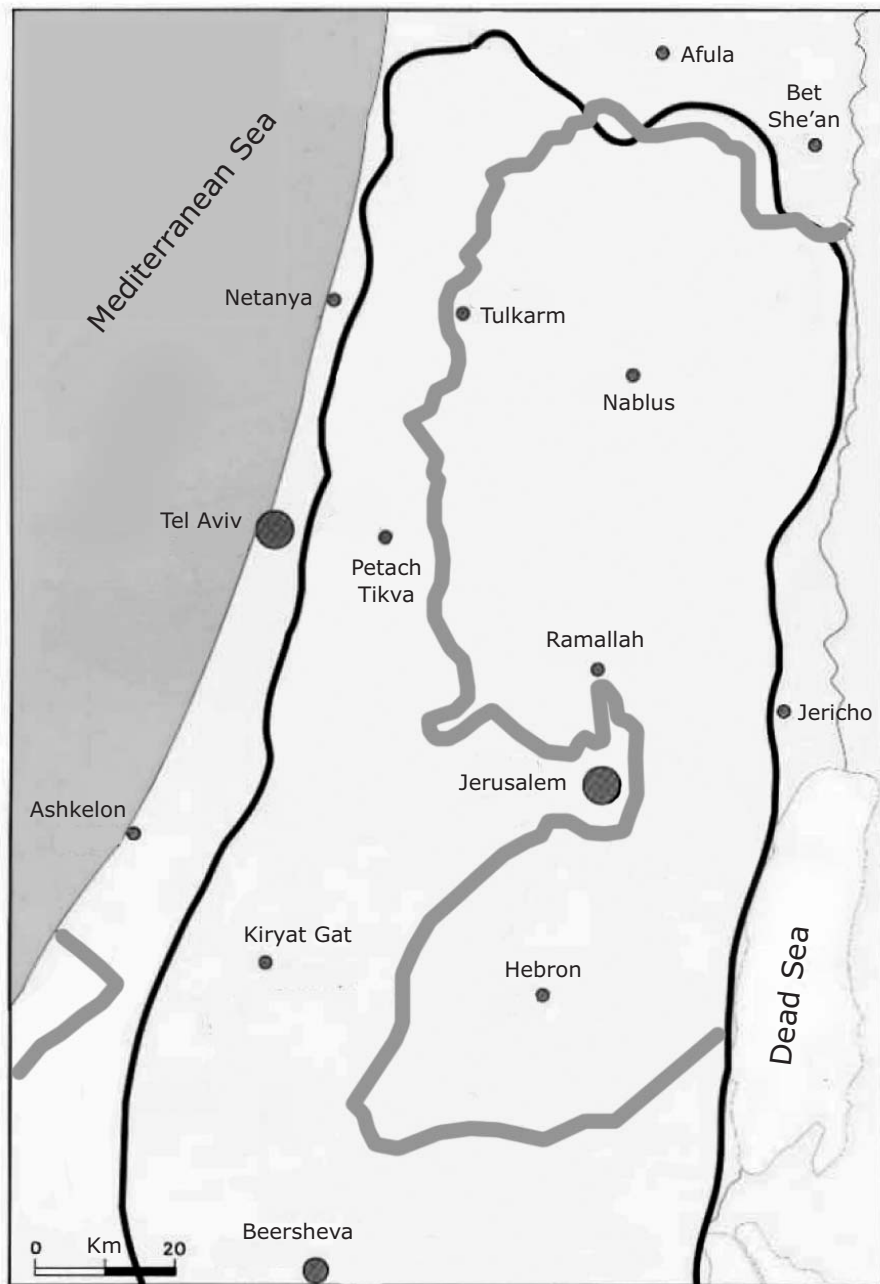 Afula
Bet
She'an
Mediterranean Sea
Netanya
Tulkarm
Nablus
Tel Aviv
Petach
Tikva
Ramallah
Jericho
Jerusalem
Ashkelon
Kiryat Gat
Hebron
Dead Sea
Beersheva
0 Km 20